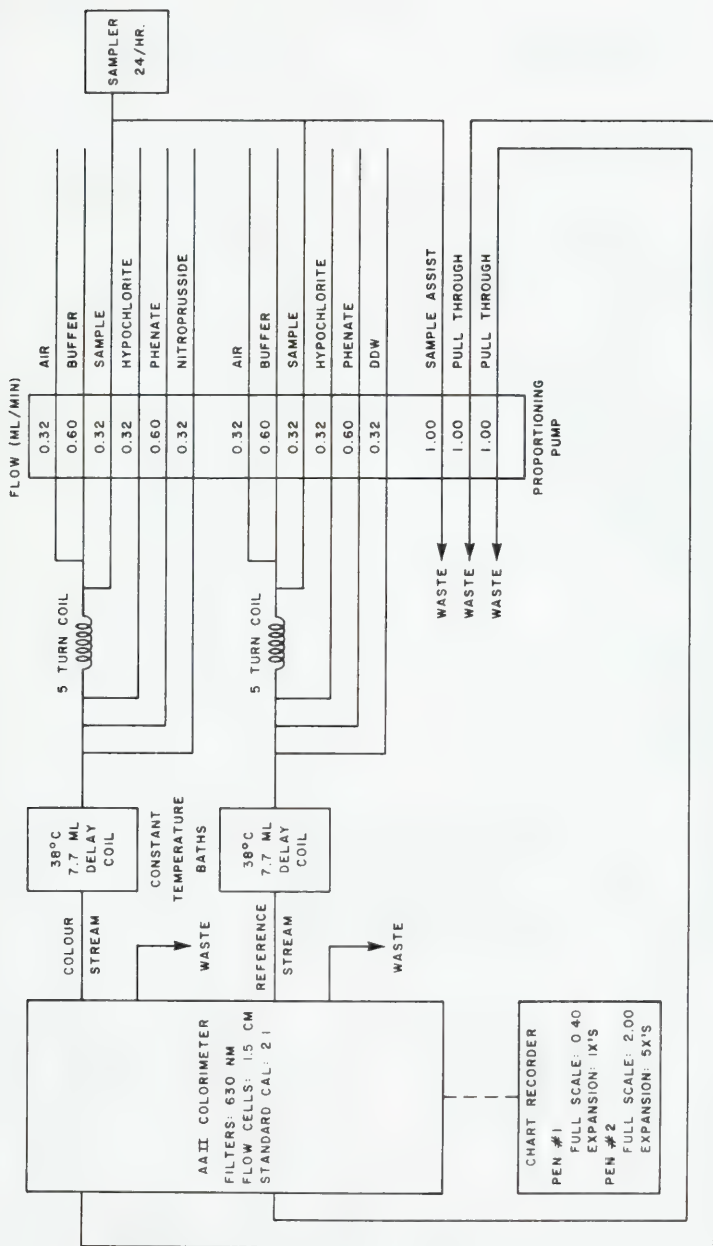 FLOW (ML/MIN)
0.32 AIR
0.60 BUFFER
0.32 SAMPLE
0.32 HYPOCHLORITE
0.60 PHENATE
0.32 NITROPRUSSIDE
SAMPLER
24/HR.
0.32 AIR
0.60 BUFFER
0.32 SAMPLE
0.32 HYPOCHLORITE
0.60 PHENATE
0.32 DDW
1.00 SAMPLE ASSIST
1.00 PULL THROUGH
1.00 PULL THROUGH
PROPORTIONING
PUMP
5 TURN COIL
5 TURN COIL
WASTE
WASTE
WASTE
38°C
7.7 ML
DELAY
COIL
CONSTANT
TEMPERATURE
BATHS
38°C
7.7 ML
DELAY
COIL
COLOUR
STREAM
WASTE
REFERENCE
STREAM
WASTE
AAII COLORIMETER
FILTERS: 630 NM
FLOW CELLS: 1.5 CM
STANDARD CAL: 2 1
CHART RECORDER
PEN #1
FULL SCALE: 0 40
EXPANSION: 1X'S
PEN #2
FULL SCALE: 2.00
EXPANSION: 5X'S